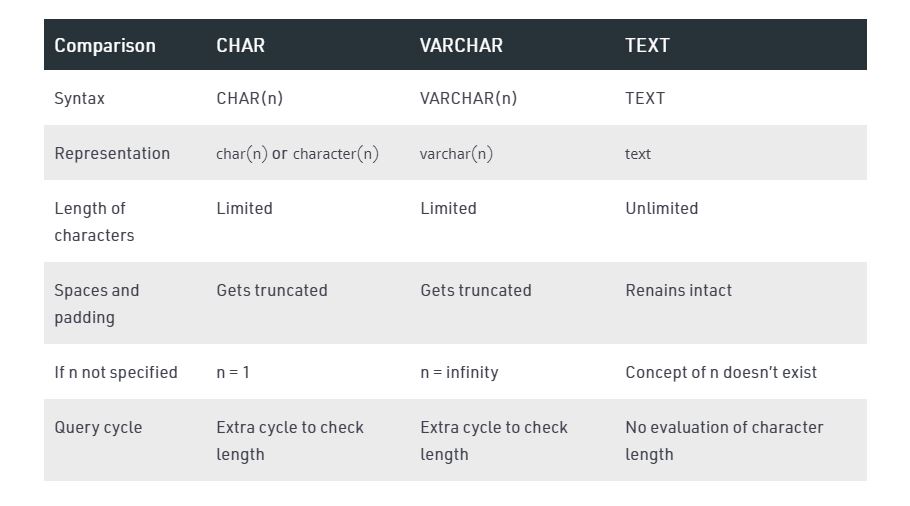 Comparison CHAR VARCHAR TEXT
Syntax CHAR(n) VARCHAR(n) TEXT
Representation char(n) or character(n) varchar(n) text
Length of characters Limited Limited Unlimited
Spaces and padding Gets truncated Gets truncated Renains intact
If n not specified n = 1 n = infinity Concept of n doesn't exist
Query cycle Extra cycle to check length Extra cycle to check length No evaluation of character length